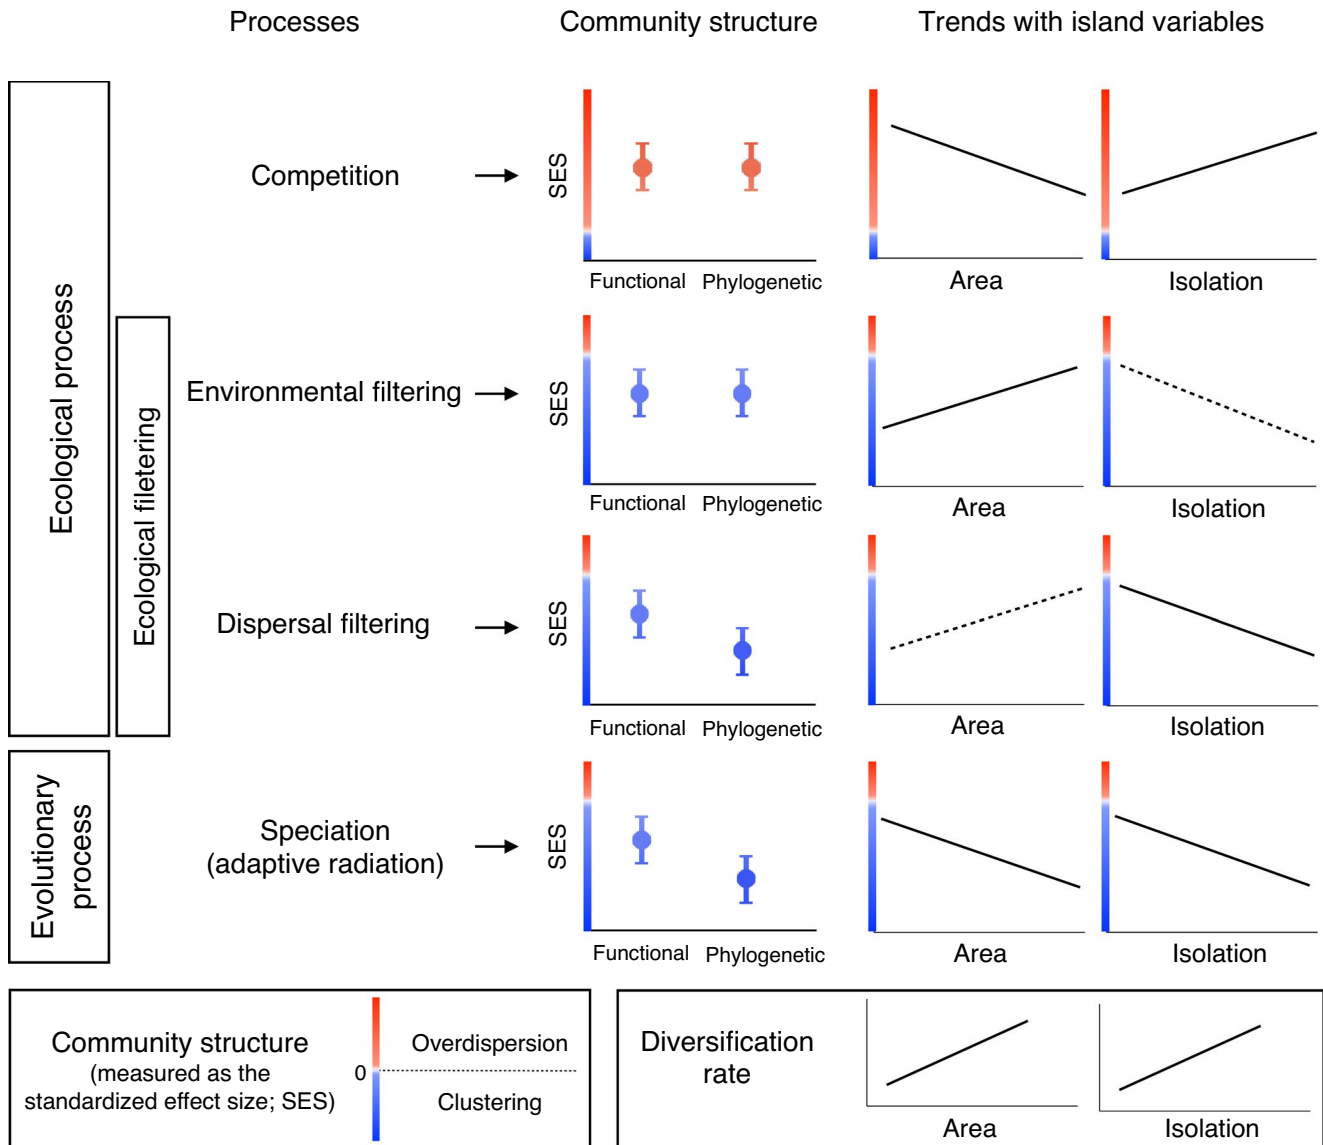 Processes
Community structure
Trends with island variables
Ecological process
Ecological filetering
Competition
SES
Functional
Phylogenetic
Area
Isolation
Environmental filtering
SES
Functional
Phylogenetic
Area
Isolation
Dispersal filtering
SES
Functional
Phylogenetic
Area
Isolation
Evolutionary
process
Speciation
(adaptive radiation)
SES
Functional
Phylogenetic
Area
Isolation
Community structure
(measured as the
standardized effect size; SES)
0
Overdispersion
Clustering
Diversification
rate
Area
Isolation